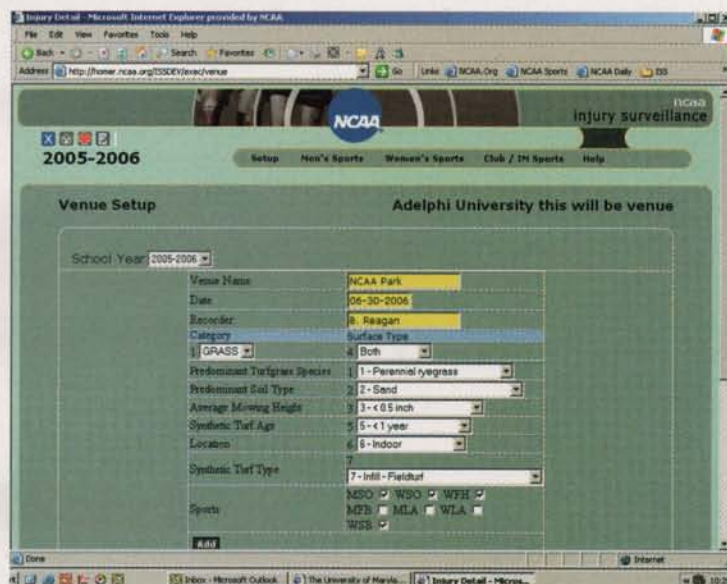 Injury Detail - Microsoft Internet Explorer provided by NCAA
File Edit View Favorites Tools Help
Back Search Favorites
Address http://homer.ncaa.org/ISSDEV/exec/venue Go Links NCAA.Org NCAA Sports NCAA Daily ISS
ncaa
injury surveillance
NCAA
2005-2006
Setup Men's Sports Women's Sports Club / IM Sports Help
Venue Setup Adelphi University this will be venue
School Year 2005-2006
Venue Name NCAA Park
Date 06-30-2006
Recorder B. Reagan
Category Surface Type
1 GRASS 4 Both
Predominant Turfgrass Species 1 1 - Perennial ryegrass
Predominant Soil Type 2 2 - Sand
Average Mowing Height 3 3 - < 0.5 inch
Synthetic Turf Age 5 5 - < 1 year
Location 6 6 - Indoor
Synthetic Turf Type 7
7 - Infill - Fieldturf
Sports MSO WSO WFH
MFB MLA WLA
WSB
Add
Done Internet
Inbox - Microsoft Outlook The University of Maryla... Injury Detail - Micros...